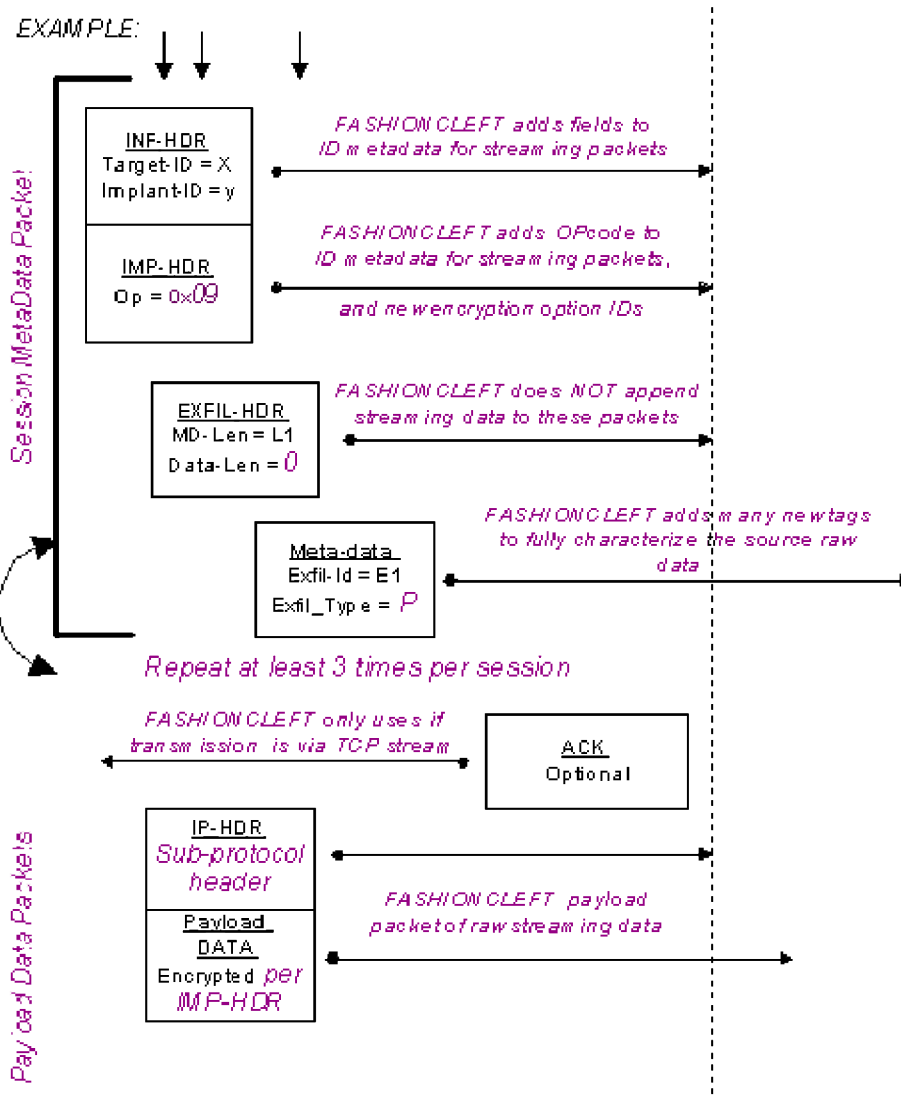 EXAMPLE:
INF-HDR
Target-ID = X
Implant-ID = y
FASHIONCLEFT adds fields to
ID metadata for streaming packets
IMP-HDR
Op = 0x09
FASHIONCLEFT adds OPcode to
ID metadata for streaming packets,
and new encryption option IDs
Session MetaData Packet
EXFIL-HDR
MD-Len = L1
Data-Len = 0
FASHIONCLEFT does NOT append
streaming data to these packets
Meta-data
Exfil-Id = E1
Exfil_Type = P
FASHIONCLEFT adds many new tags
to fully characterize the source raw
data
Repeat at least 3 times per session
FASHIONCLEFT only uses if
transmission is via TCP stream
ACK
Optional
Payload Data Packets
IP-HDR
Sub-protocol
header
Payload
DATA
Encrypted per
IMP-HDR
FASHIONCLEFT payload
packet of raw streaming data